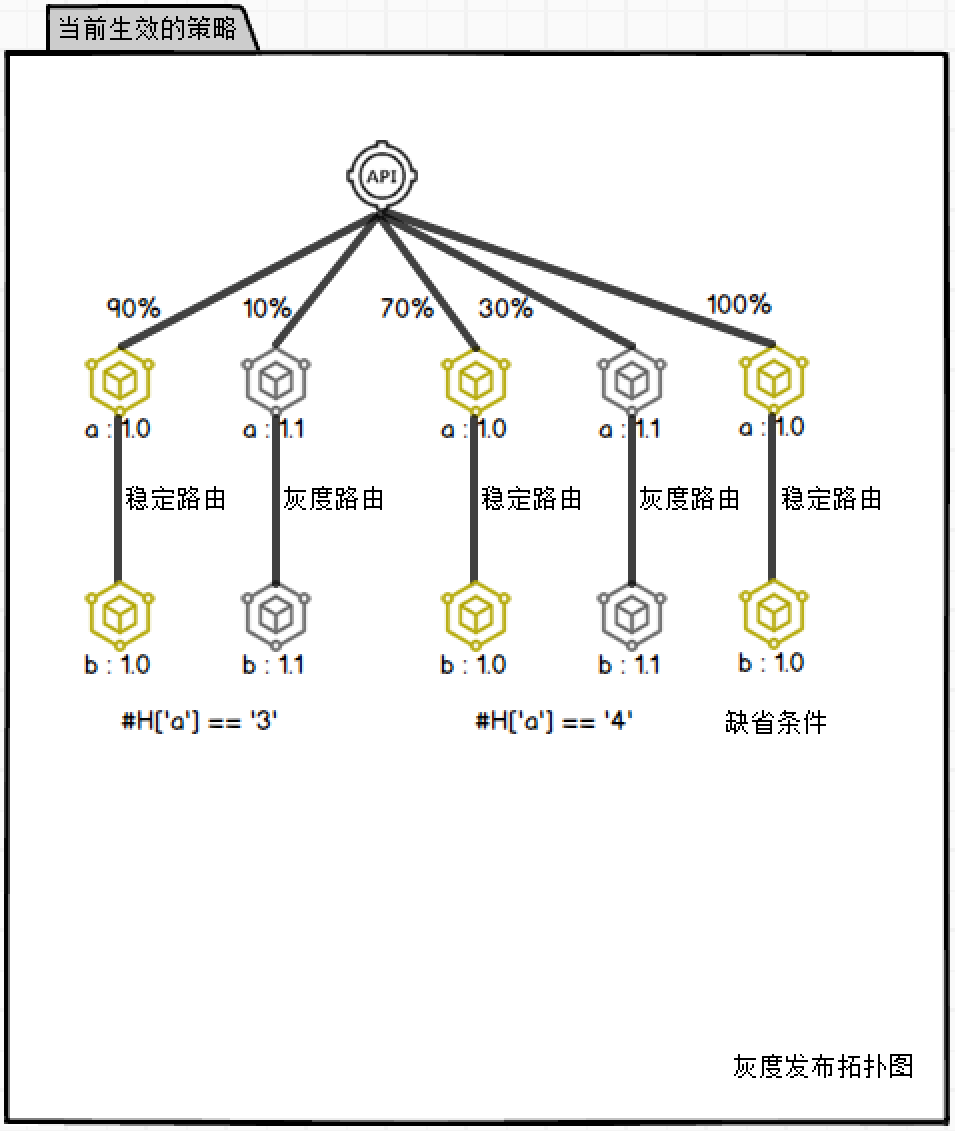 当前生效的策略
API
90%
10%
70%
30%
100%
a : 1.0
a : 1.1
a : 1.0
a : 1.1
a : 1.0
稳定路由
灰度路由
稳定路由
灰度路由
稳定路由
b : 1.0
b : 1.1
b : 1.0
b : 1.1
b : 1.0
#H['a'] == '3'
#H['a'] == '4'
缺省条件
灰度发布拓扑图